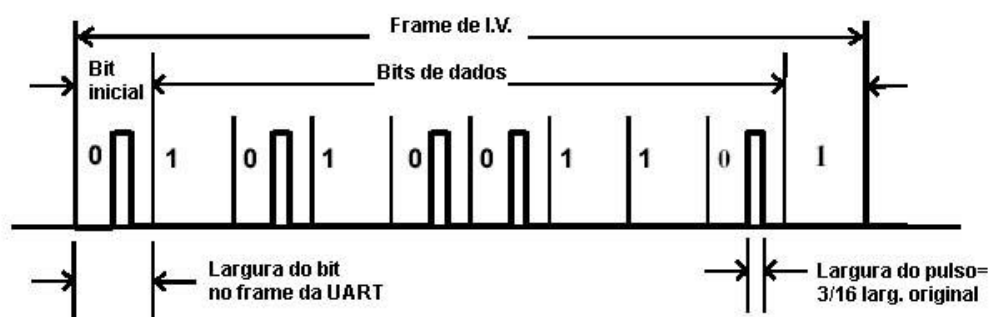 Frame de I.V.
Bit
inicial
Bits de dados
0 1 0 1 0 0 1 1 0 1
Largura do bit
no frame da UART
Largura do pulso=
3/16 larg. original